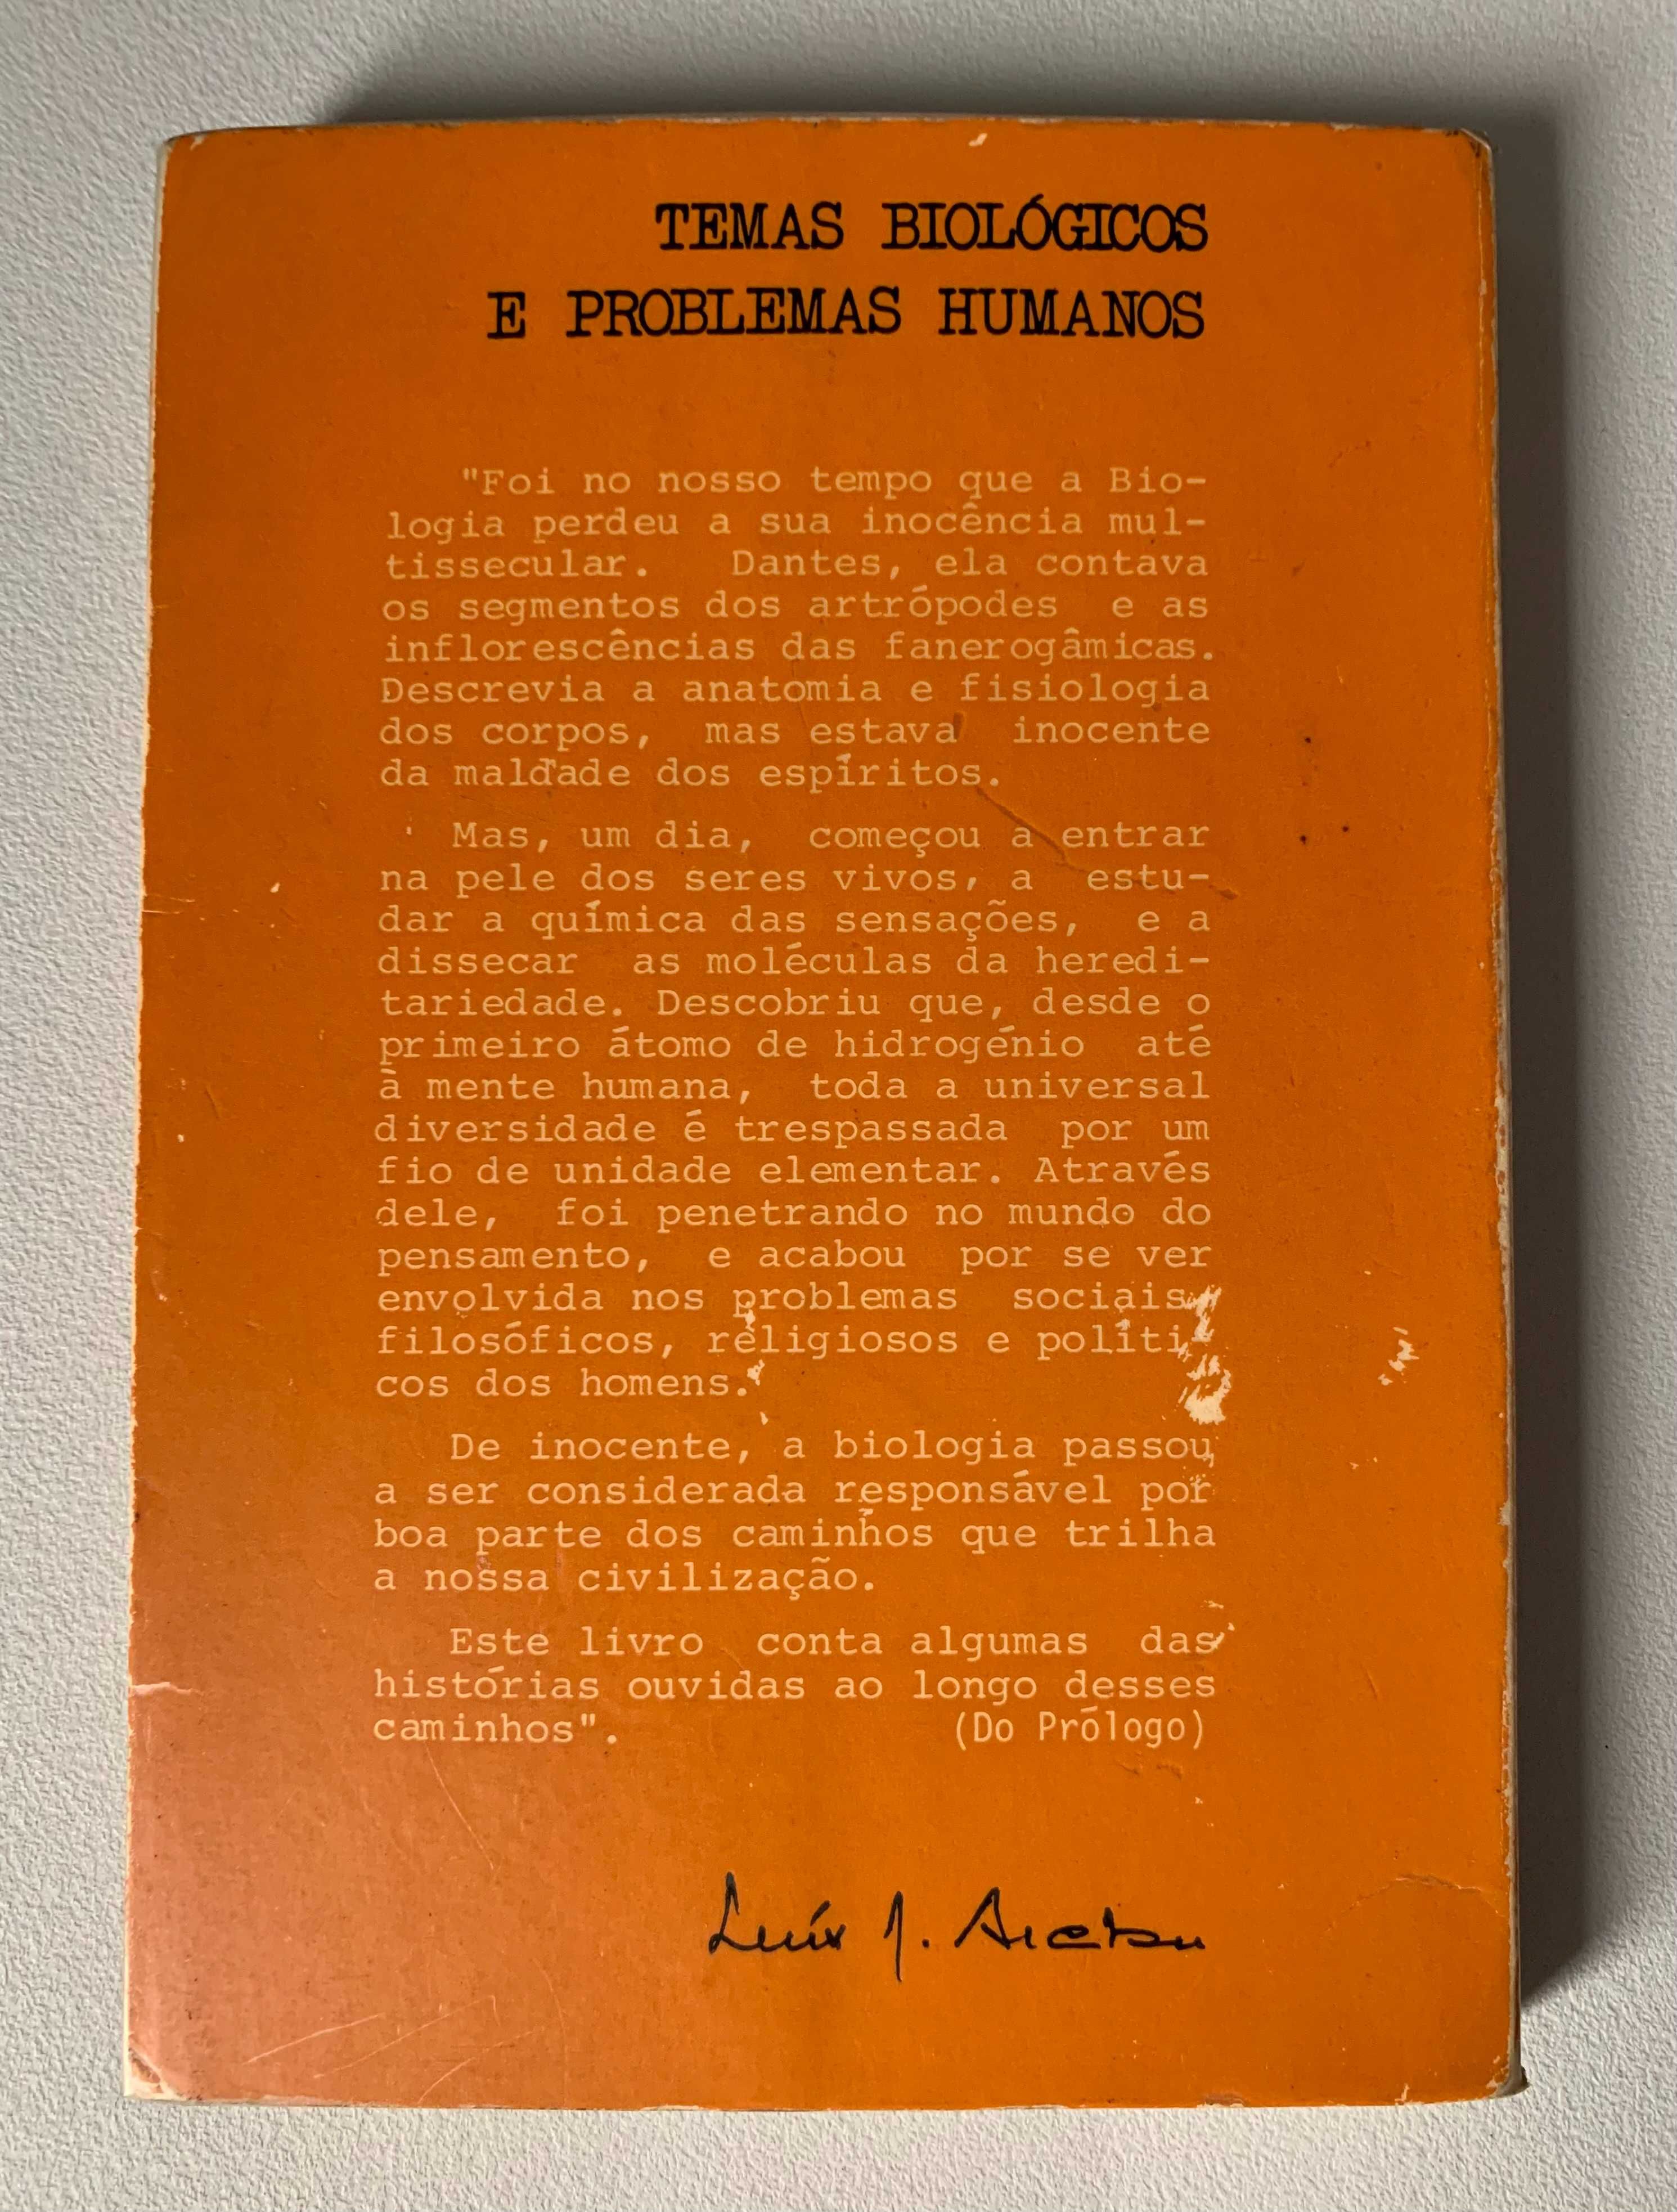 TEMAS BIOLÓGICOS
E PROBLEMAS HUMANOS
"Foi no nosso tempo que a Bio-
logia perdeu a sua inocência mul-
tissecular. Dantes, ela contava
os segmentos dos artrópodes e as
inflorescências das fanerogâmicas.
Descrevia a anatomia e fisiologia
dos corpos, mas estava inocente
da maldade dos espíritos.
Mas, um dia, começou a entrar
na pele dos seres vivos, a estu-
dar a química das sensações, e a
dissecar as moléculas da heredi-
tariedade. Descobriu que, desde o
primeiro átomo de hidrogénio até
à mente humana, toda a universal
diversidade é trespassada por um
fio de unidade elementar. Através
dele, foi penetrando no mundo do
pensamento, e acabou por se ver
envolvida nos problemas sociais,
filosóficos, religiosos e políti-
cos dos homens.
De inocente, a biologia passou
a ser considerada responsável por
boa parte dos caminhos que trilha
a nossa civilização.
Este livro conta algumas das
histórias ouvidas ao longo desses
caminhos". (Do Prólogo)
Luís J. Archer